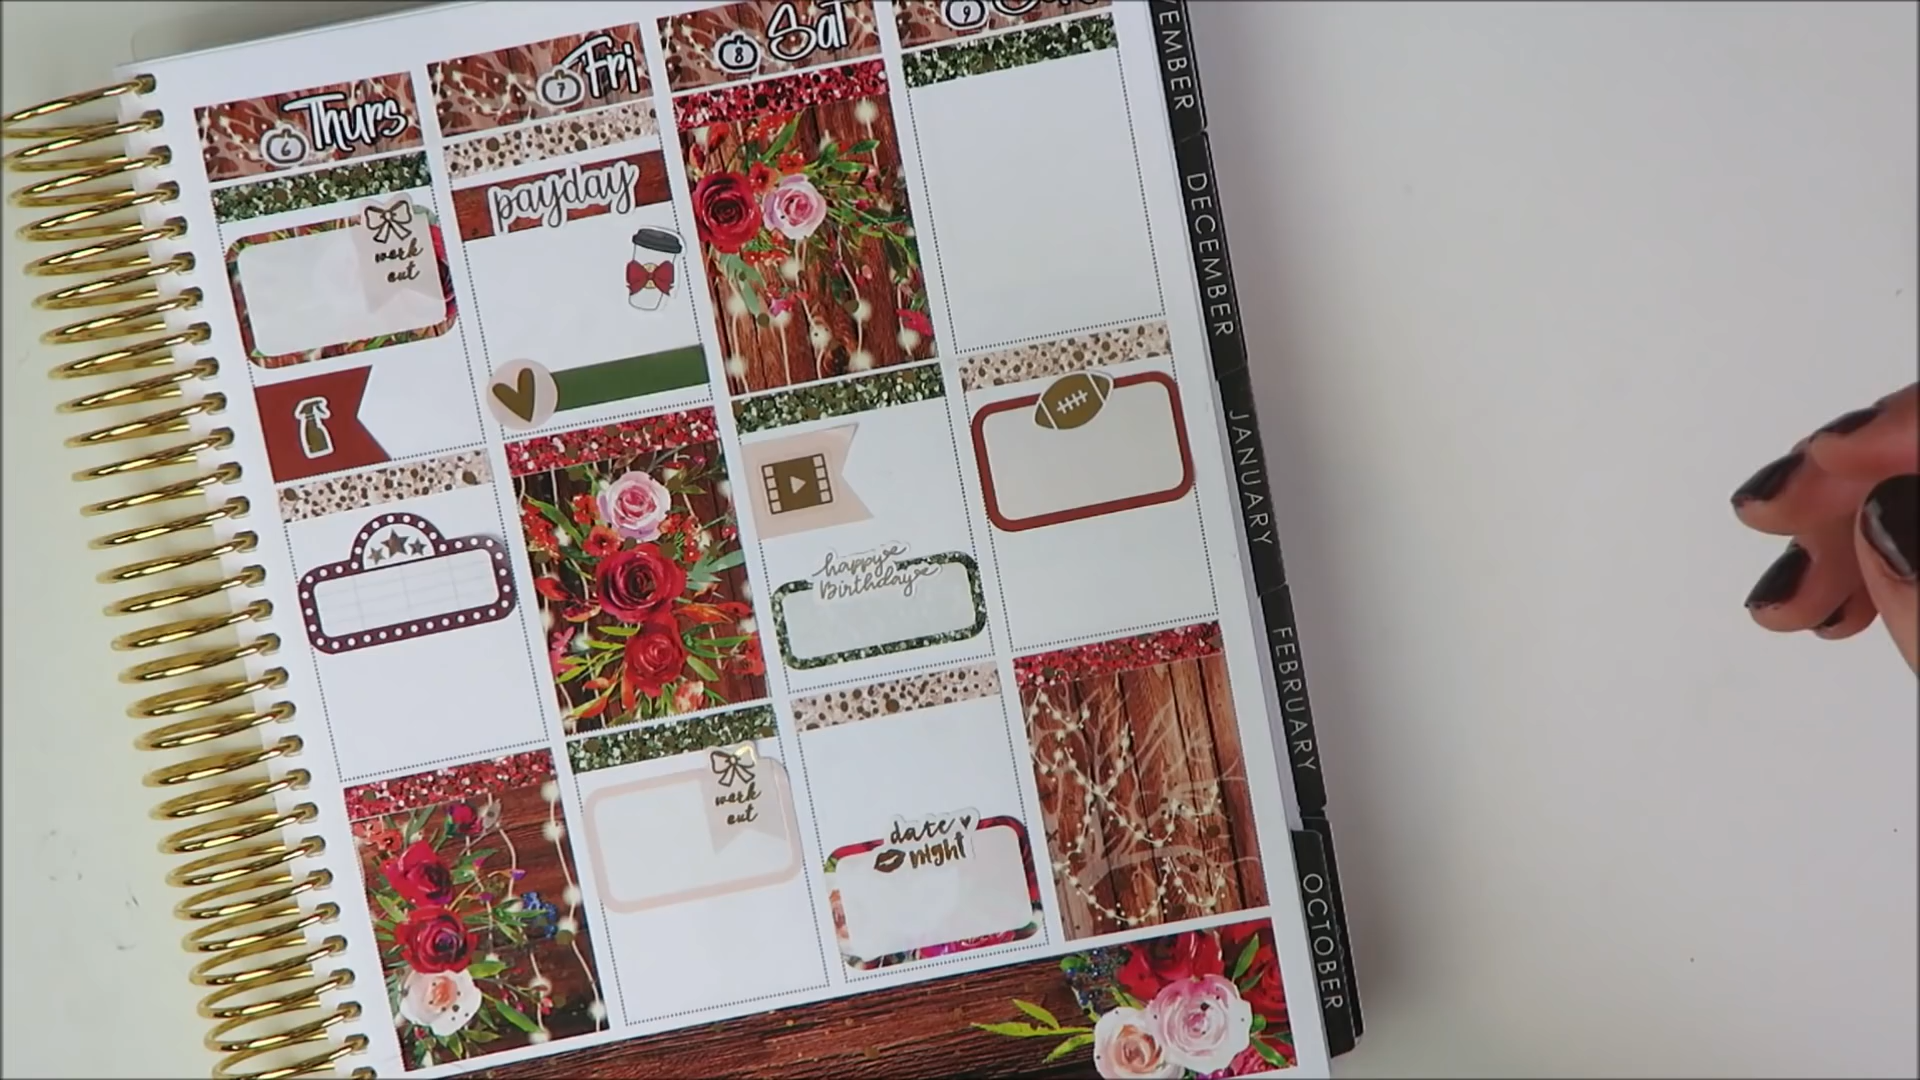 Thurs
6
Fri
7
Sat
8
9
payday
work
out
happy
Birthday
work
out
date
night
DECEMBER
JANUARY
FEBRUARY
OCTOBER